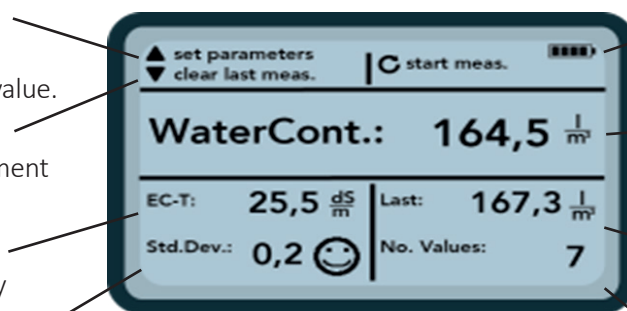 set parameters
clear last meas.
start meas.
alue.
WaterCont.: 164,5 l/m³
ment
EC-T: 25,5 dS/m
Last: 167,3 l/m³
Std.Dev.: 0,2
No. Values: 7
y